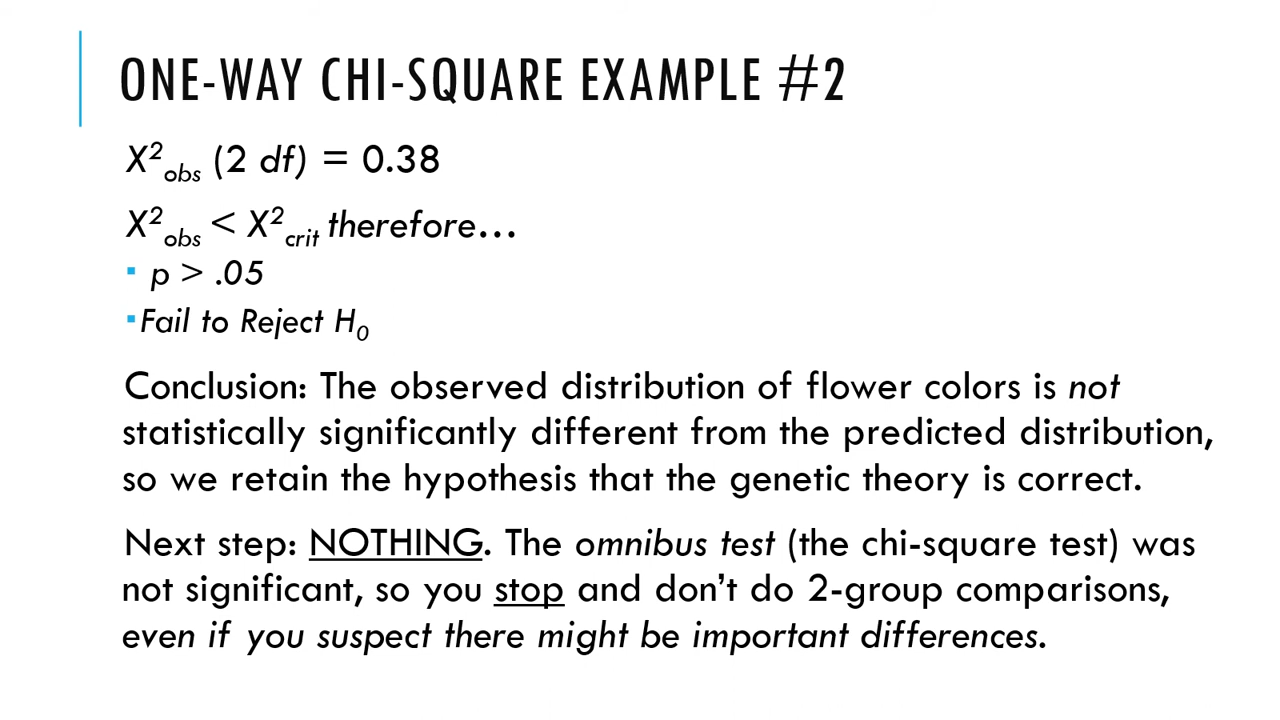 ONE-WAY CHI-SQUARE EXAMPLE #2
X²obs (2 df) = 0.38
X²obs < X²crit therefore…
▪ p > .05
▪Fail to Reject H₀
Conclusion: The observed distribution of flower colors is not
statistically significantly different from the predicted distribution,
so we retain the hypothesis that the genetic theory is correct.
Next step: NOTHING. The omnibus test (the chi-square test) was
not significant, so you stop and don’t do 2-group comparisons,
even if you suspect there might be important differences.